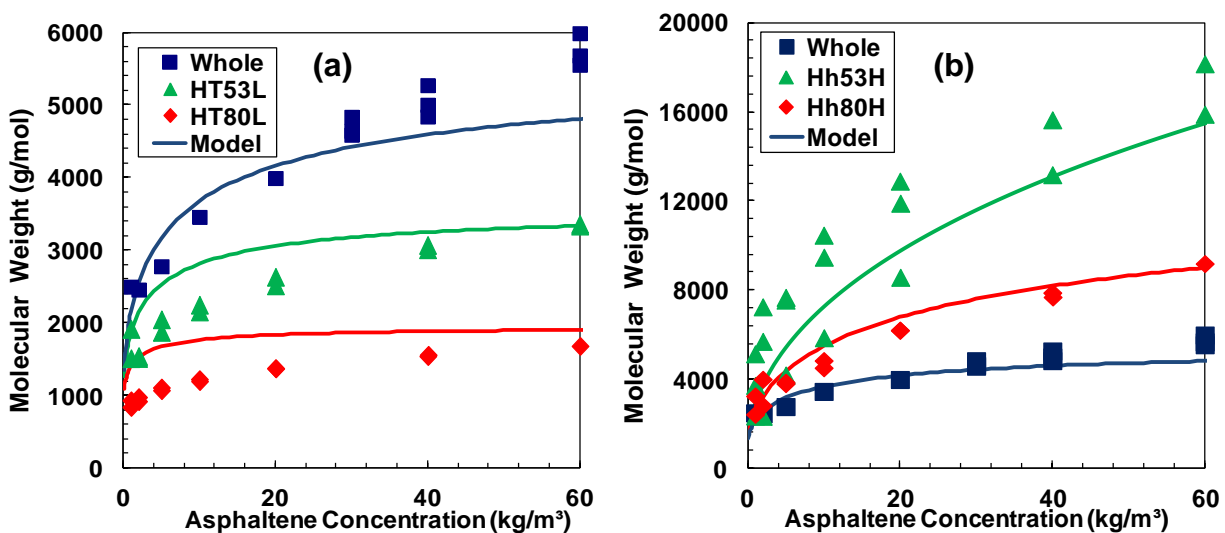 (a)
Whole
HT53L
HT80L
Model
Molecular Weight (g/mol)
6000
5000
4000
3000
2000
1000
0
0 20 40 60
Asphaltene Concentration (kg/m³)
(b)
Whole
Hh53H
Hh80H
Model
Molecular Weight (g/mol)
20000
16000
12000
8000
4000
0
0 20 40 60
Asphaltene Concentration (kg/m³)